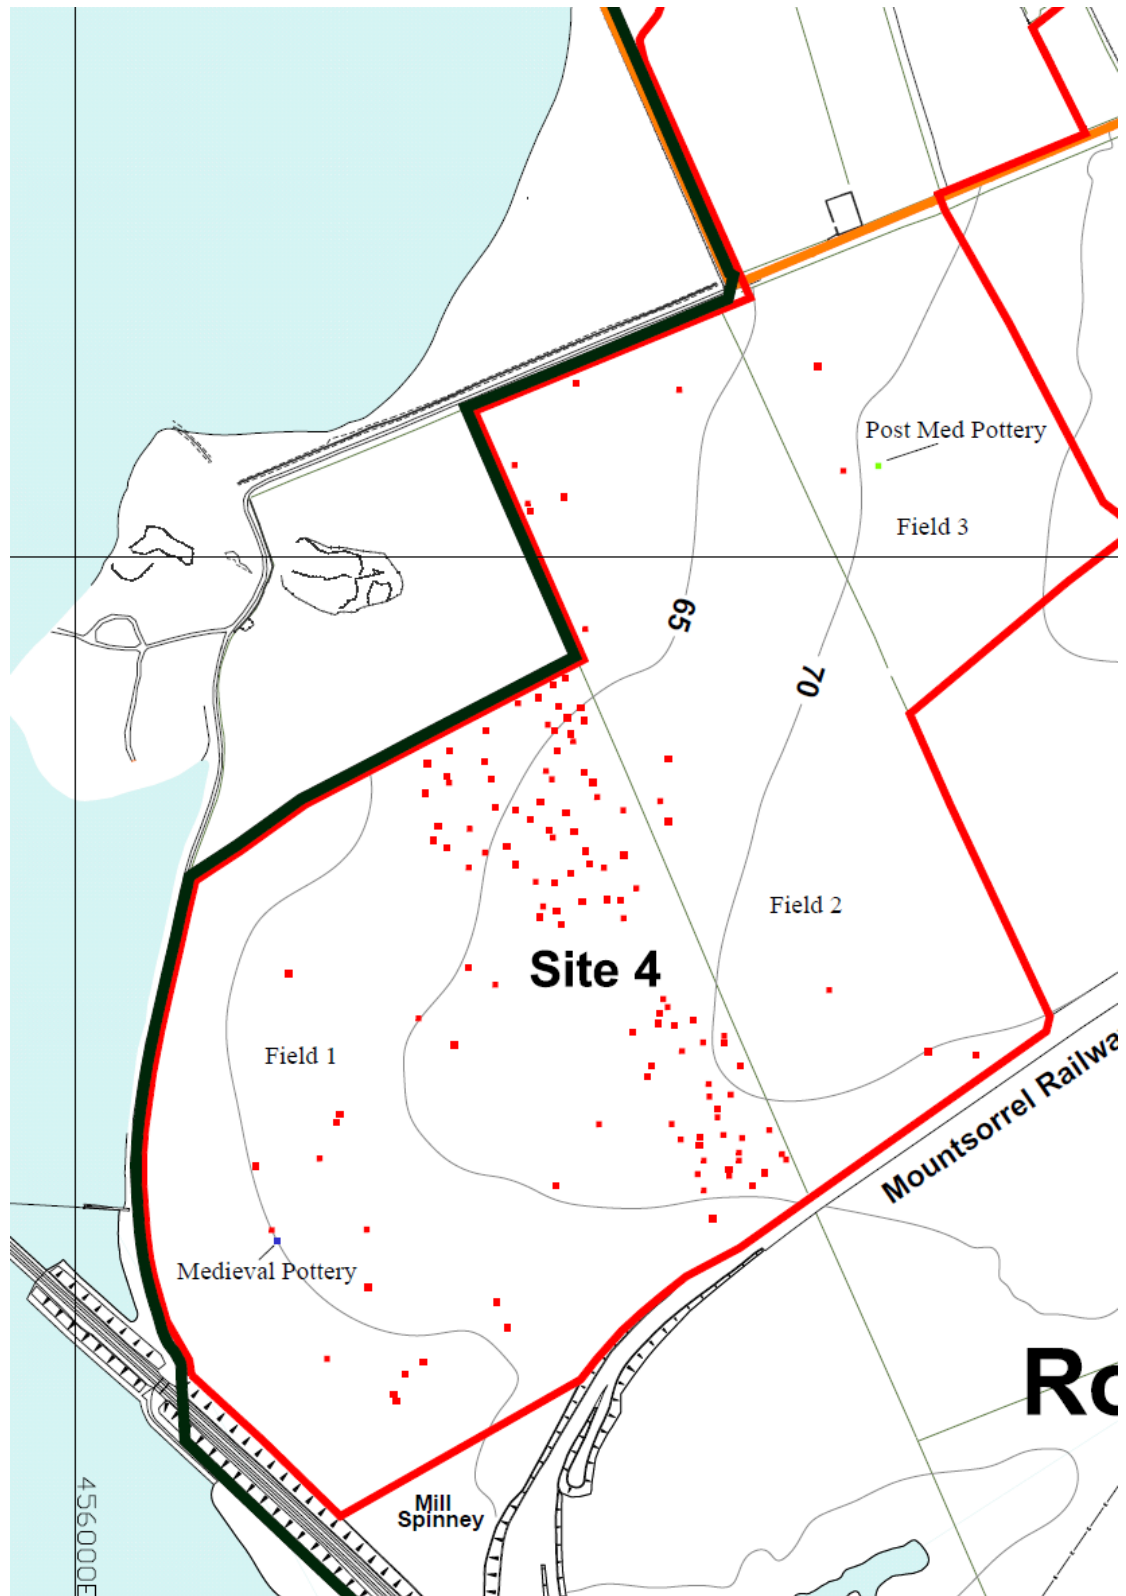 Post Med Pottery
Field 3
65
70
Field 2
Site 4
Field 1
Mountsorrel Railwa
Medieval Pottery
Ro
Mill
Spinney
456000E